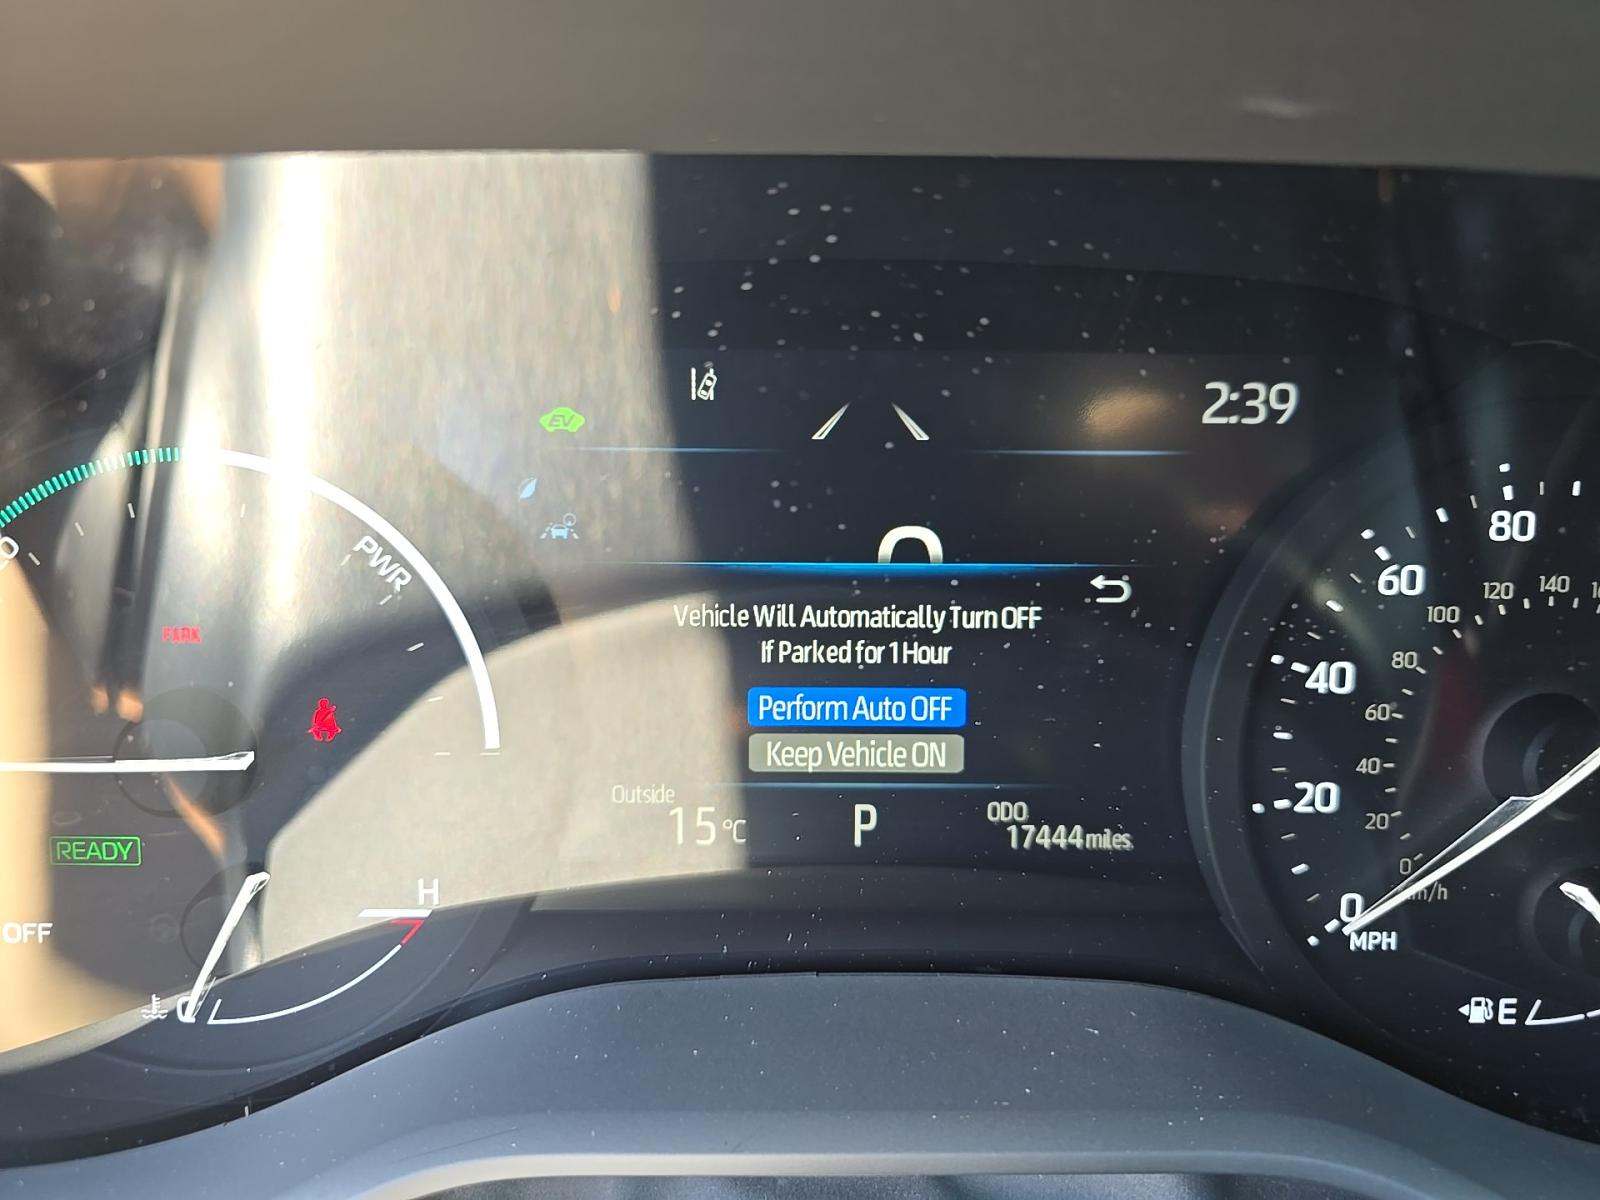 2:39
EV
PWR
PARK
Vehicle Will Automatically Turn OFF
If Parked for 1 Hour
Perform Auto OFF
Keep Vehicle ON
Outside
15 °C
P
ODO
17444 miles
READY
OFF
H
C
0
80
60
40
20
0
MPH
140
120
100
80
60
40
20
0
km/h
E